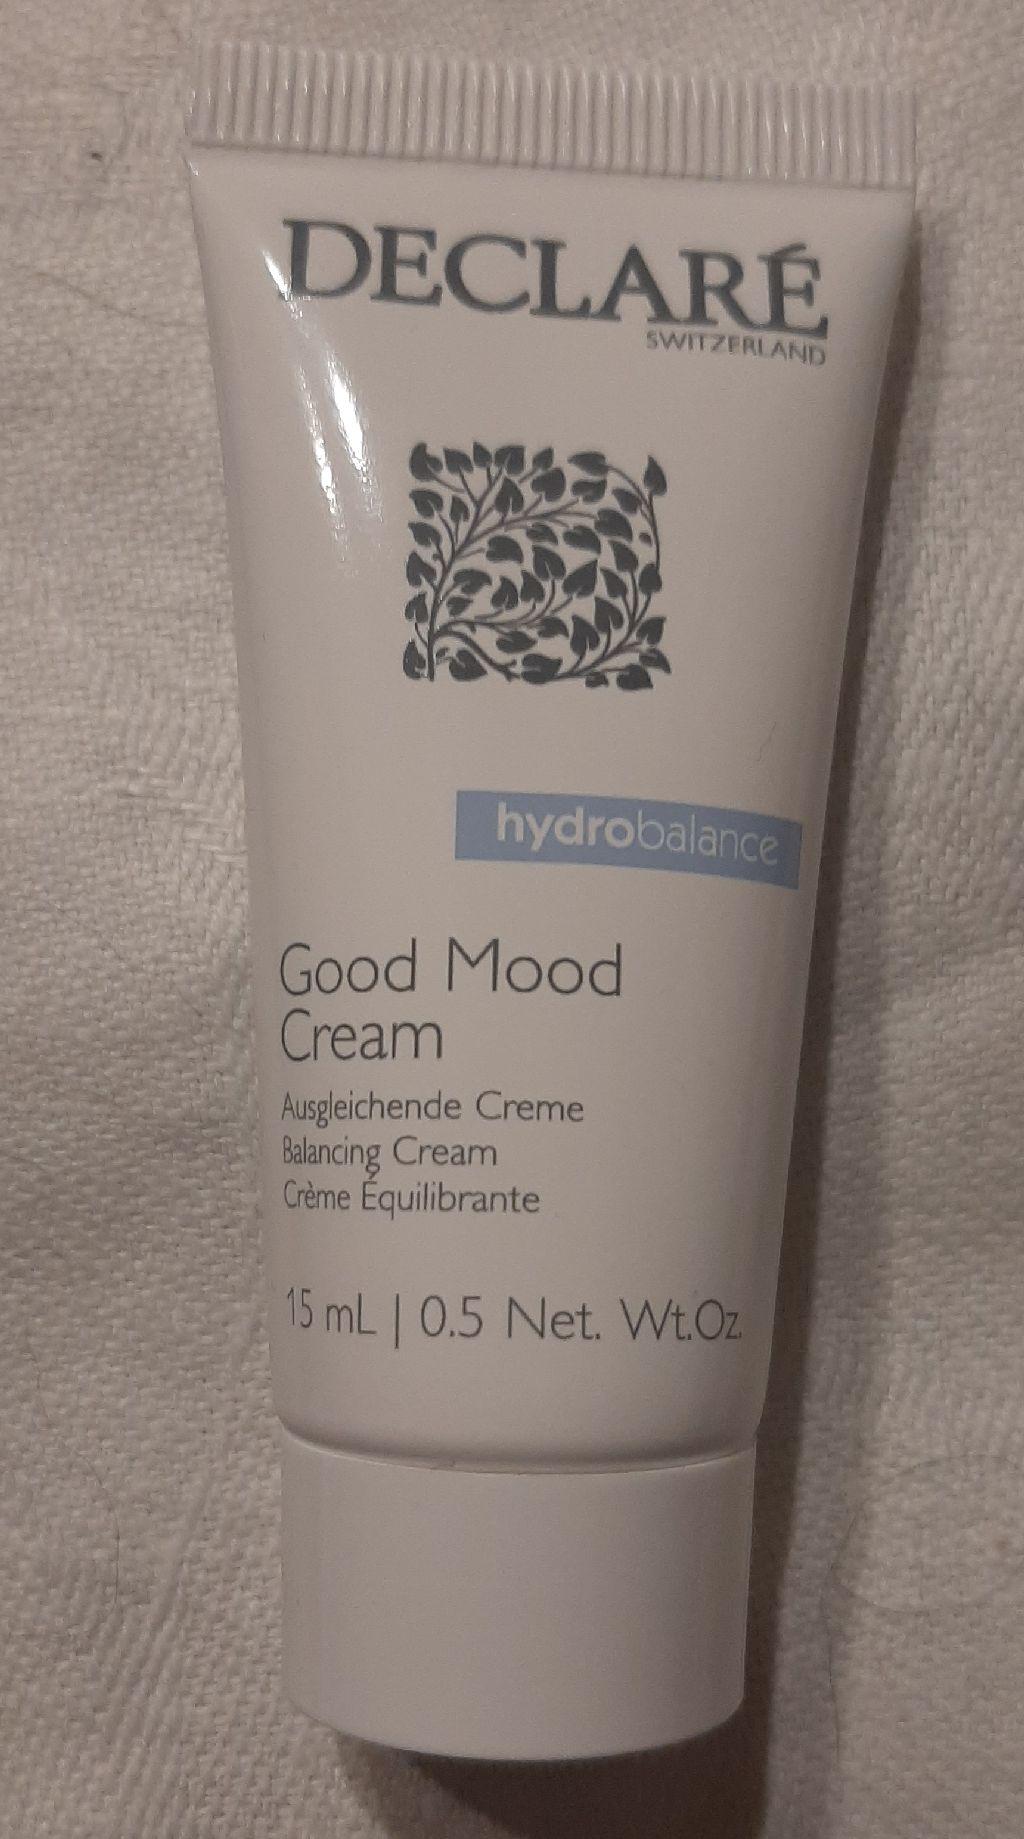 DECLARÉ
SWITZERLAND
hydrobalance
Good Mood
Cream
Ausgleichende Creme
Balancing Cream
Crème Équilibrante
15 mL | 0.5 Net. Wt.Oz.